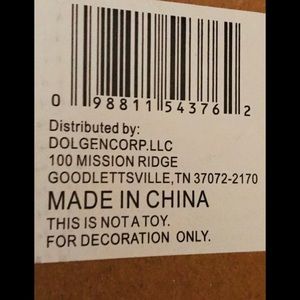 0 98811 54376 2
Distributed by:
DOLGENCORP.LLC
100 MISSION RIDGE
GOODLETTSVILLE,TN 37072-2170
MADE IN CHINA
THIS IS NOT A TOY.
FOR DECORATION ONLY.